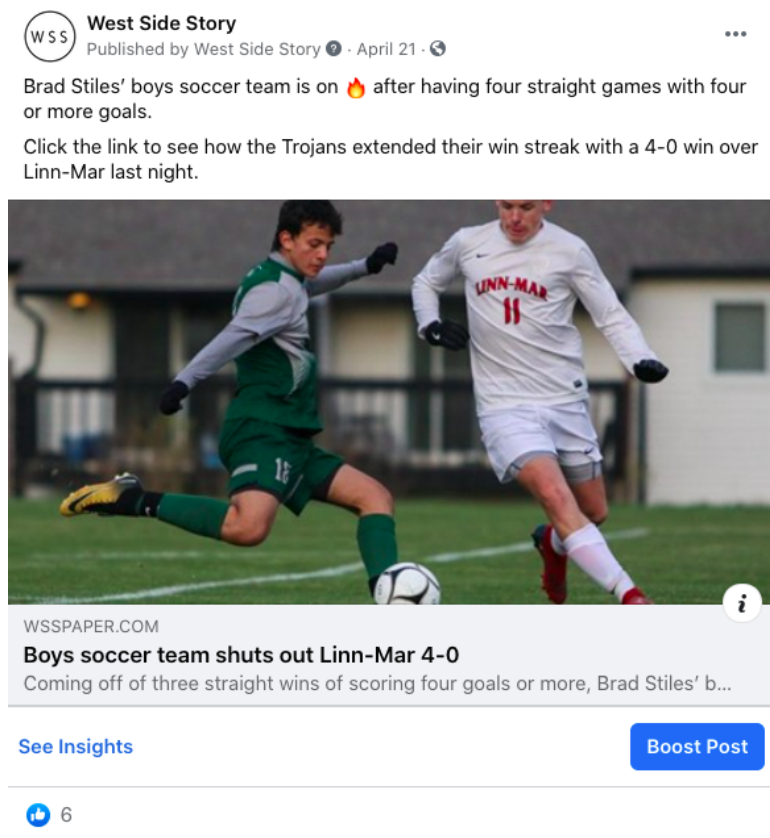 WSS
West Side Story
Published by West Side Story · April 21 ·
Brad Stiles’ boys soccer team is on 🔥 after having four straight games with four
or more goals.
Click the link to see how the Trojans extended their win streak with a 4-0 win over
Linn-Mar last night.
LINN-MAR
11
i
WSSPAPER.COM
Boys soccer team shuts out Linn-Mar 4-0
Coming off of three straight wins of scoring four goals or more, Brad Stiles’ b...
See Insights
Boost Post
6